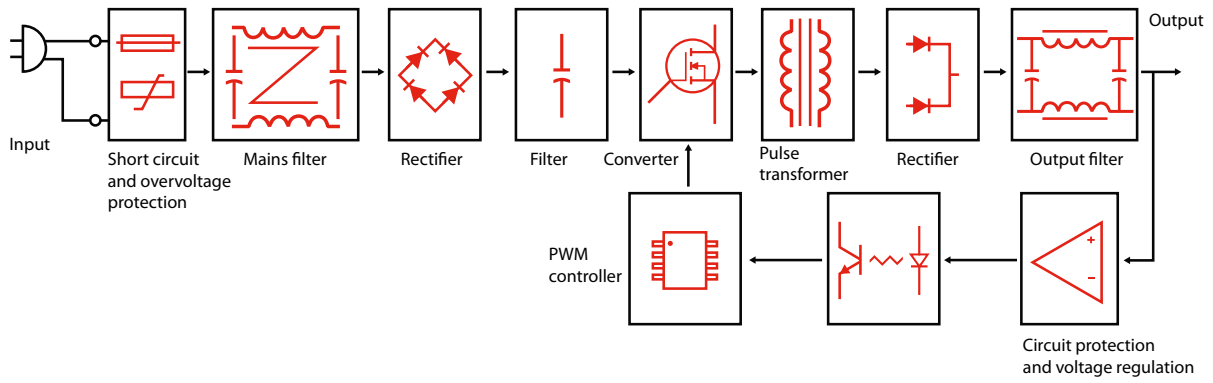 Output
Input
Short circuit
and overvoltage
protection
Mains filter
Rectifier
Filter
Converter
Pulse
transformer
Rectifier
Output filter
PWM
controller
+
−
Circuit protection
and voltage regulation